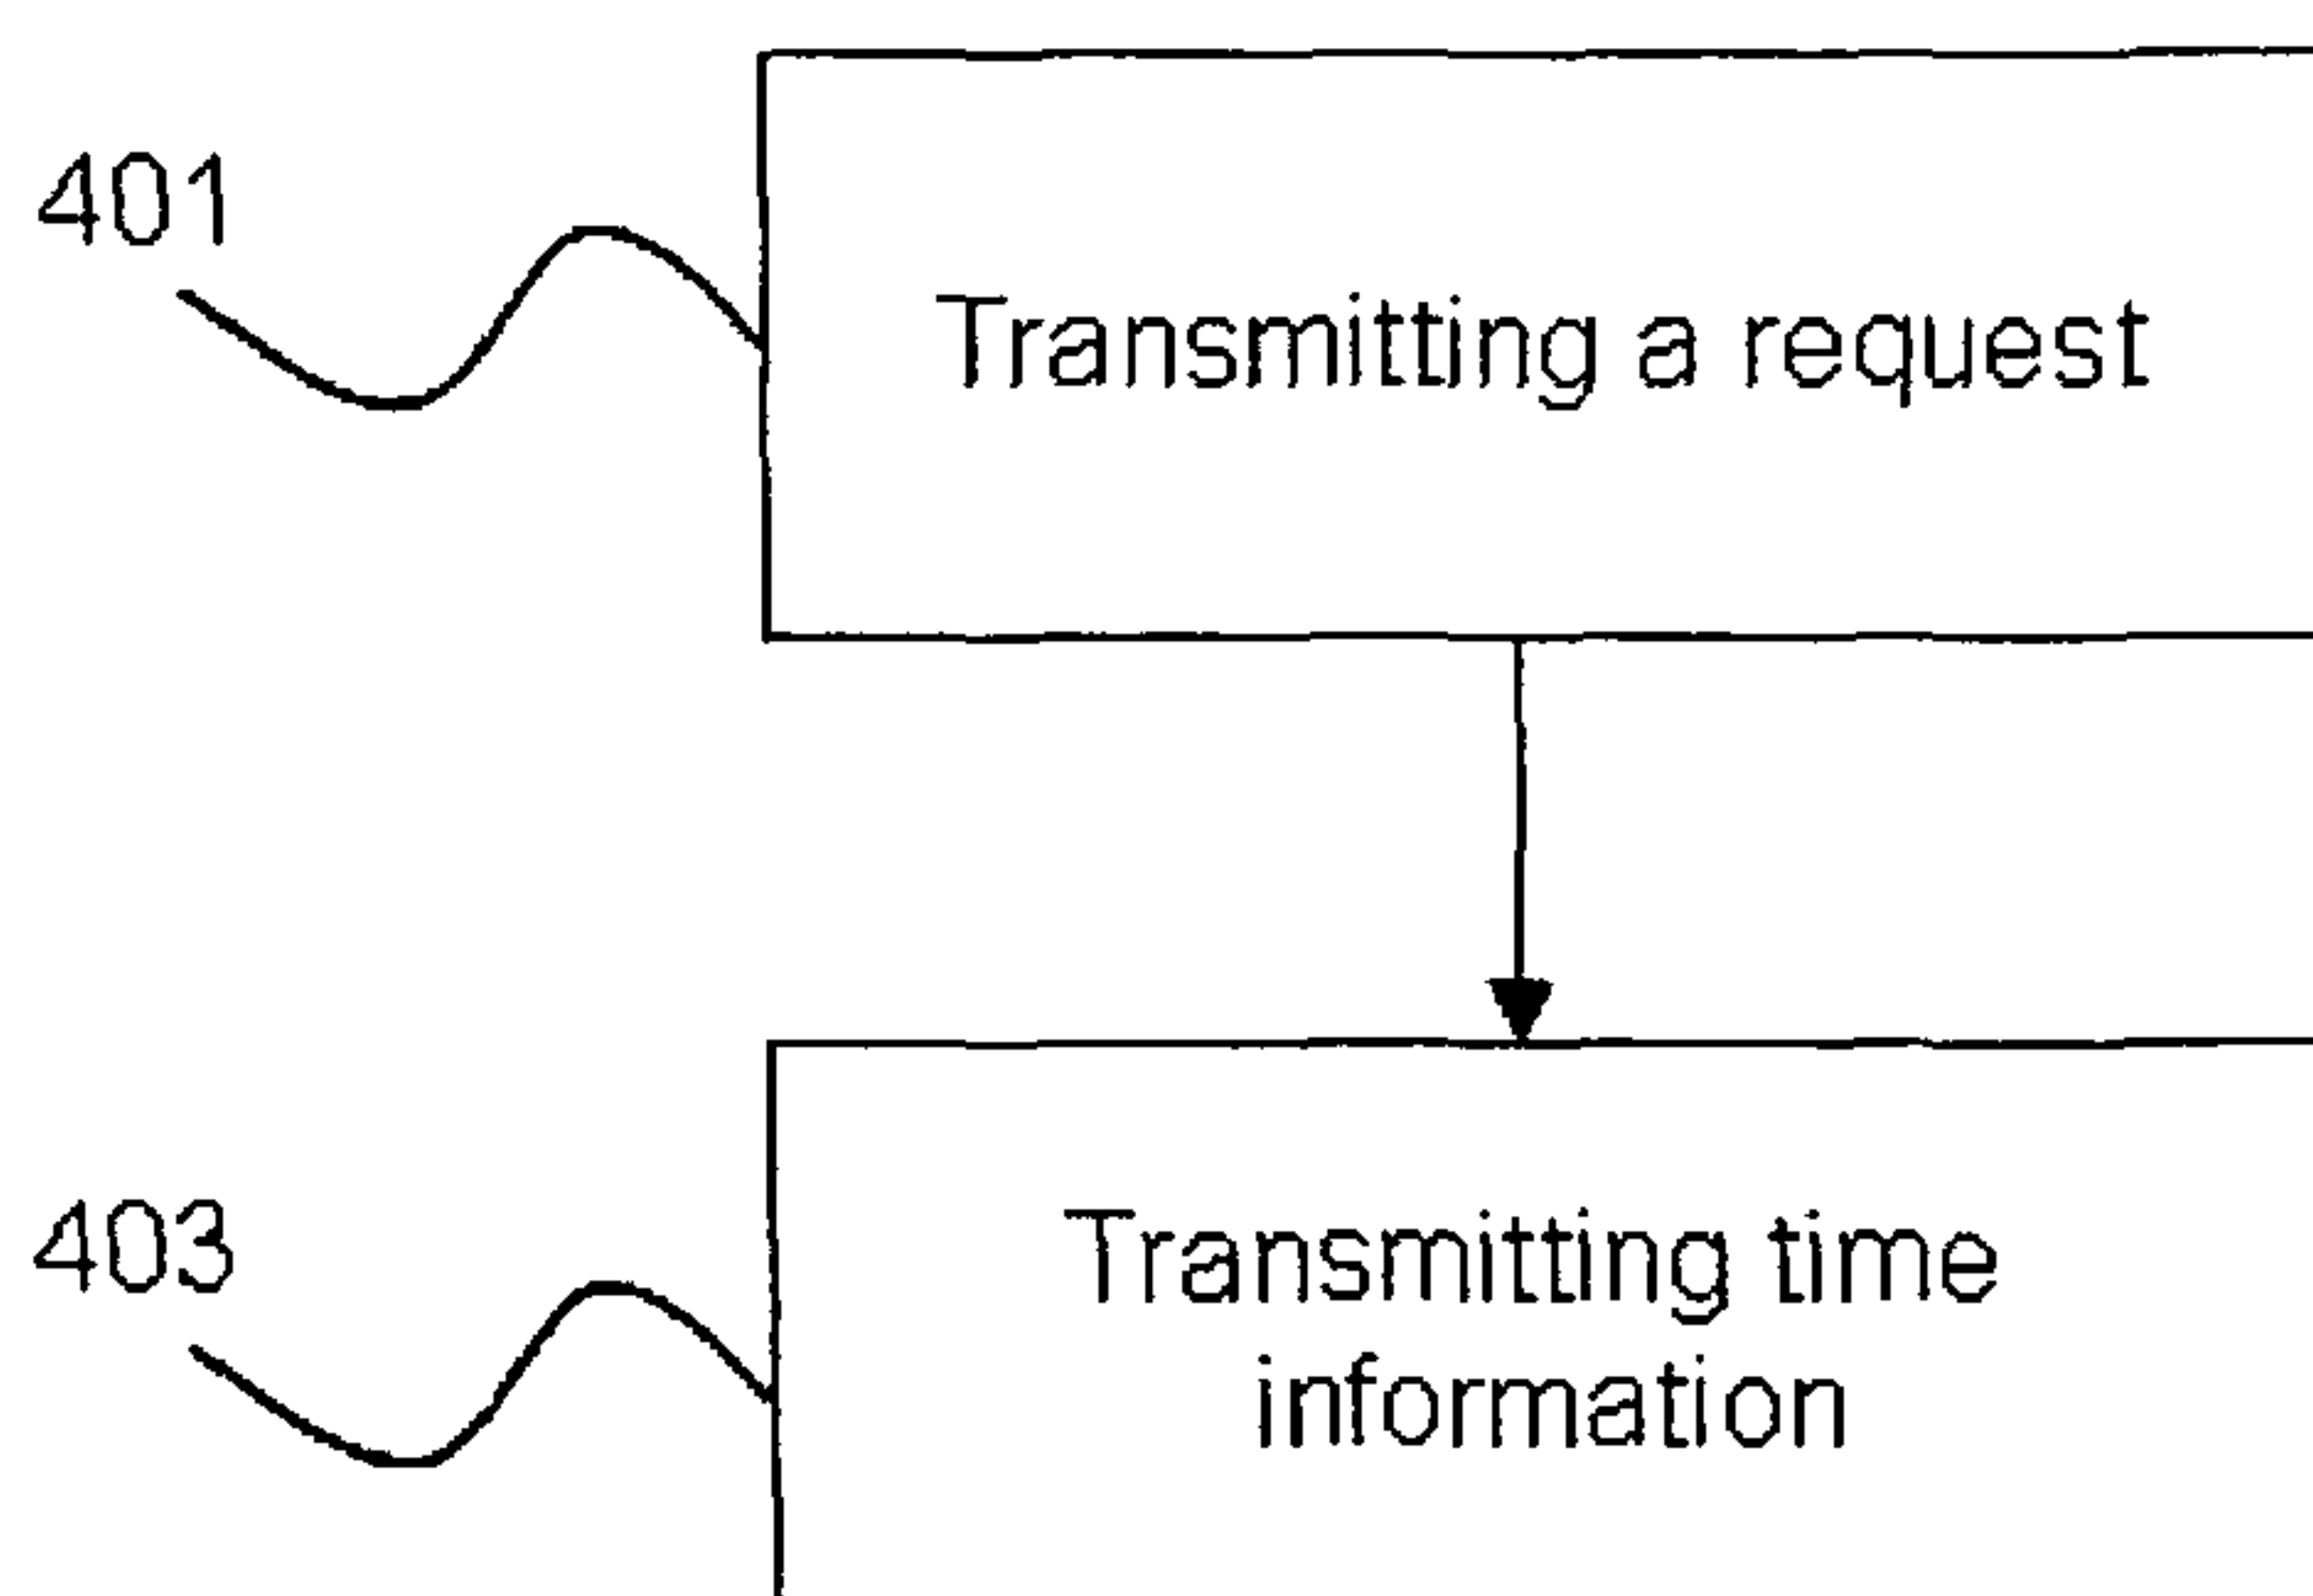 401
Transmitting a request
403
Transmitting time
information